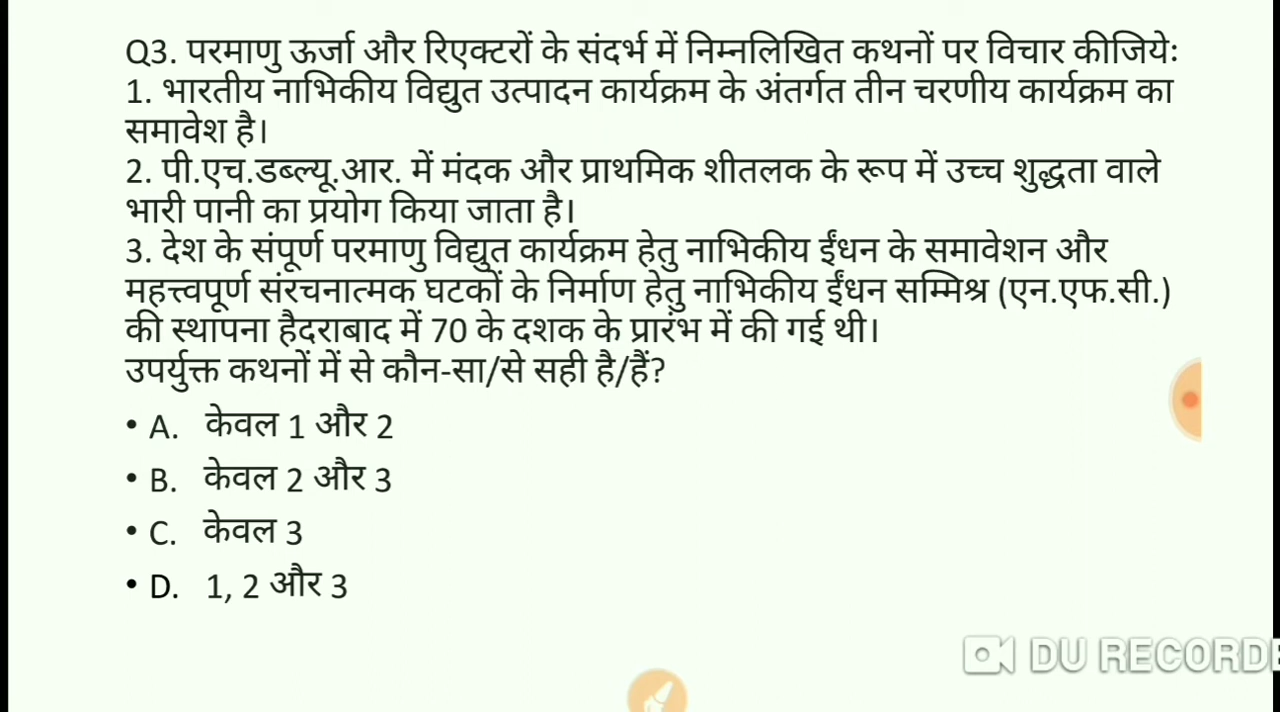 Q3. परमाणु ऊर्जा और रिएक्टरों के संदर्भ में निम्नलिखित कथनों पर विचार कीजियेः
1. भारतीय नाभिकीय विद्युत उत्पादन कार्यक्रम के अंतर्गत तीन चरणीय कार्यक्रम का
समावेश है।
2. पी.एच.डब्ल्यू.आर. में मंदक और प्राथमिक शीतलक के रूप में उच्च शुद्धता वाले
भारी पानी का प्रयोग किया जाता है।
3. देश के संपूर्ण परमाणु विद्युत कार्यक्रम हेतु नाभिकीय ईंधन के समावेशन और
महत्त्वपूर्ण संरचनात्मक घटकों के निर्माण हेतु नाभिकीय ईंधन सम्मिश्र (एन.एफ.सी.)
की स्थापना हैदराबाद में 70 के दशक के प्रारंभ में की गई थी।
उपर्युक्त कथनों में से कौन-सा/से सही है/हैं?
• A. केवल 1 और 2
• B. केवल 2 और 3
• C. केवल 3
• D. 1, 2 और 3
DU RECORDE